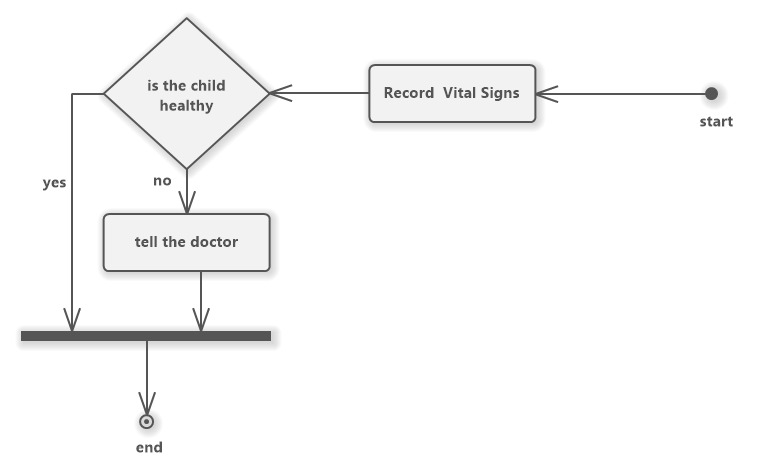 is the child
healthy
Record  Vital Signs
start
yes
no
tell the doctor
end